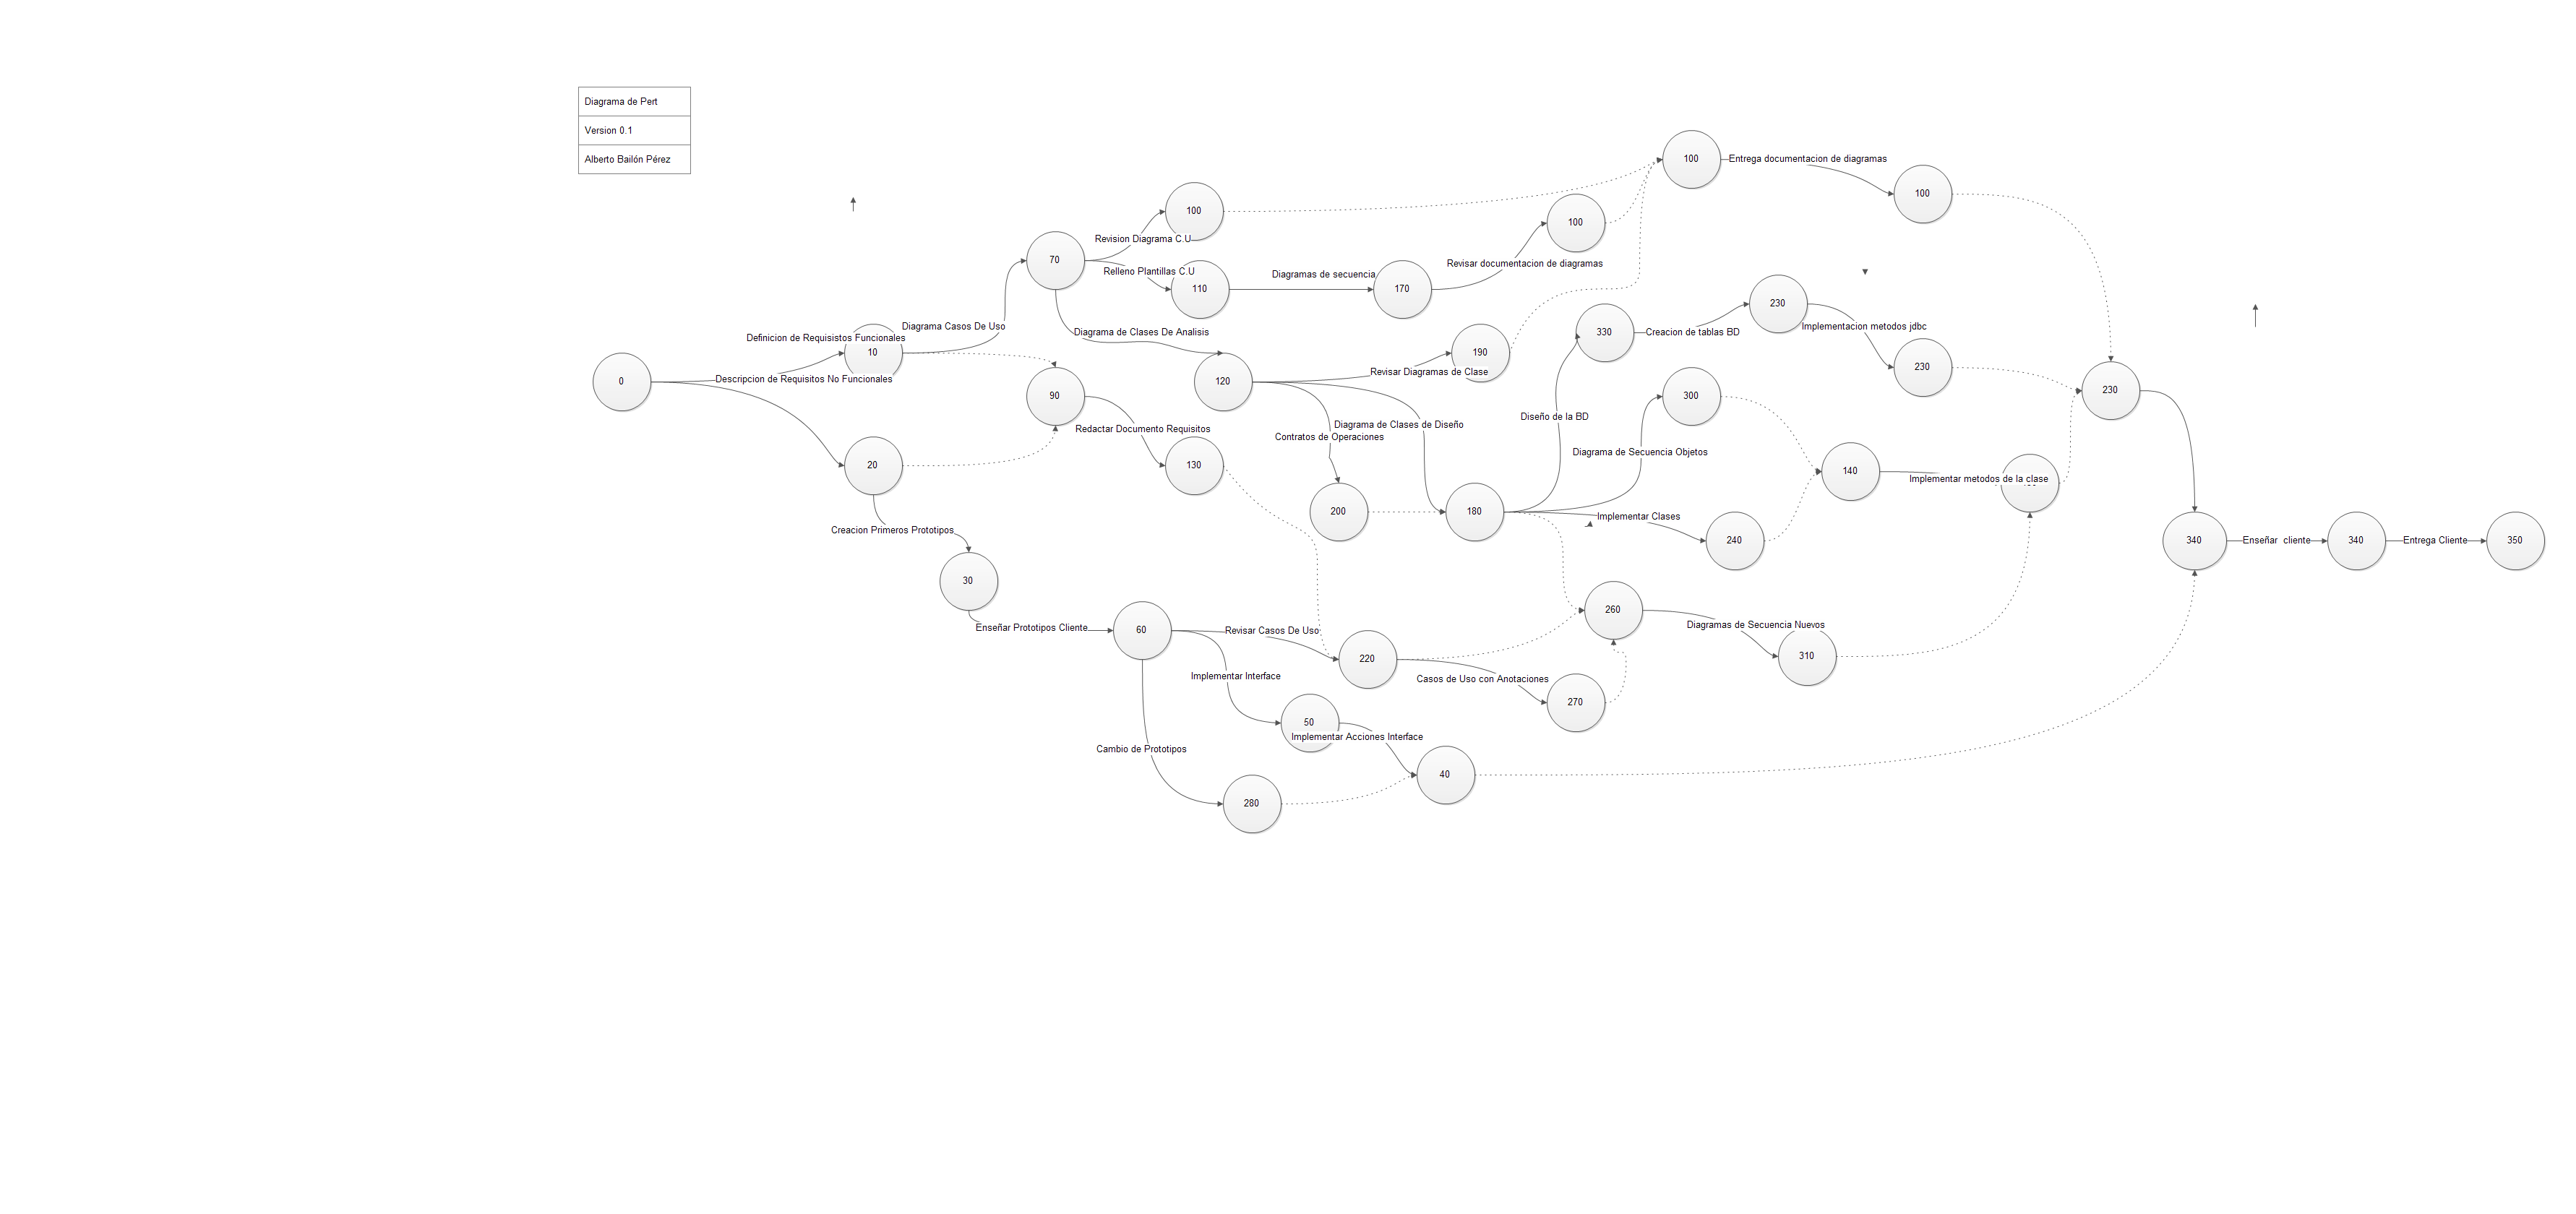 Diagrama de Pert
Version 0.1
Alberto Bailón Pérez
100
Entrega documentacion de diagramas
100
100
100
Revision Diagrama C.U
70
Relleno Plantillas C.U
110
Diagramas de secuencia
170
Revisar documentacion de diagramas
230
Implementacion metodos jdbc
330
Creacion de tablas BD
Diagrama Casos De Uso
Diagrama de Clases De Analisis
Definicion de Requisistos Funcionales
10
190
230
Revisar Diagramas de Clase
0
Descripcion de Requisitos No Funcionales
120
90
300
230
Diseño de la BD
Redactar Documento Requisitos
Diagrama de Clases de Diseño
Contratos de Operaciones
Diagrama de Secuencia Objetos
20
130
140
Implementar metodos de la clase
200
180
Implementar Clases
Creacion Primeros Prototipos
240
340
Enseñar  cliente
340
Entrega Cliente
350
30
260
Diagramas de Secuencia Nuevos
Enseñar Prototipos Cliente
60
Revisar Casos De Uso
220
310
Implementar Interface
Casos de Uso con Anotaciones
270
50
Implementar Acciones Interface
Cambio de Prototipos
40
280